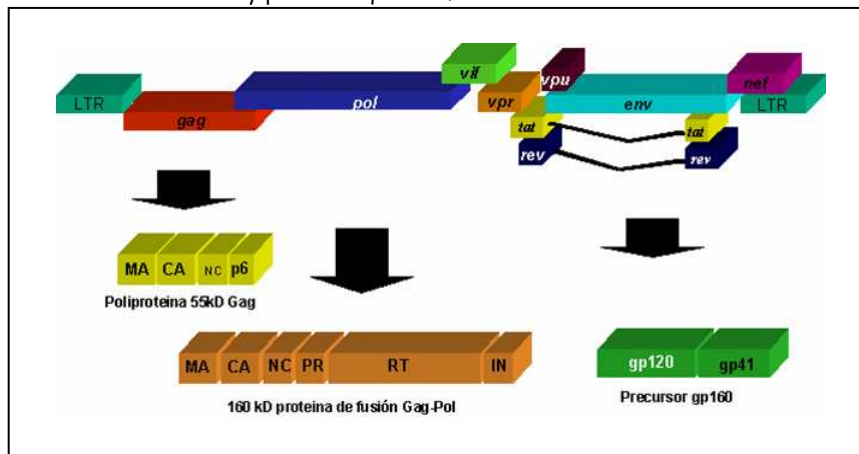 LTR
gag
pol
vif
vpr
vpu
env
nef
LTR
tat
tat
rev
rev
MA CA NC p6
Poliproteina 55kD Gag
MA CA NC PR RT IN
160 kD proteina de fusión Gag-Pol
gp120 gp41
Precursor gp160